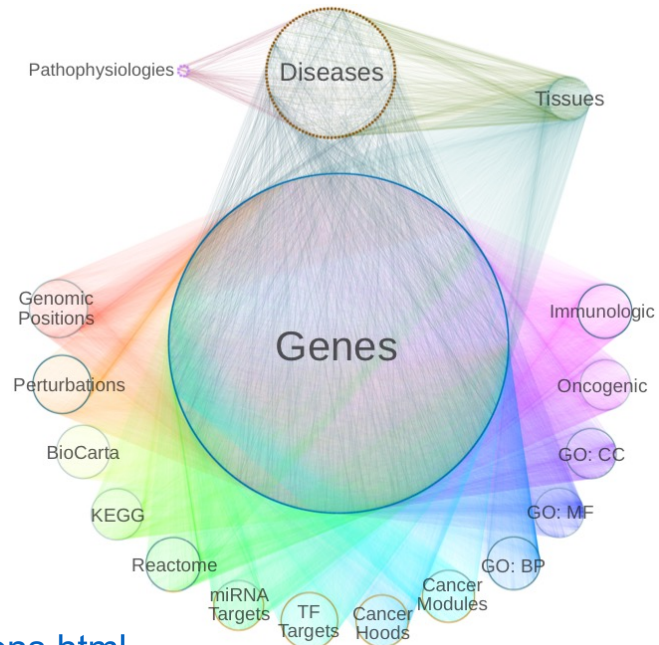 Pathophysiologies
Diseases
Tissues
Genes
Genomic
Positions
Immunologic
Perturbations
Oncogenic
BioCarta
GO: CC
KEGG
GO: MF
Reactome
GO: BP
miRNA
Targets
TF
Targets
Cancer
Hoods
Cancer
Modules